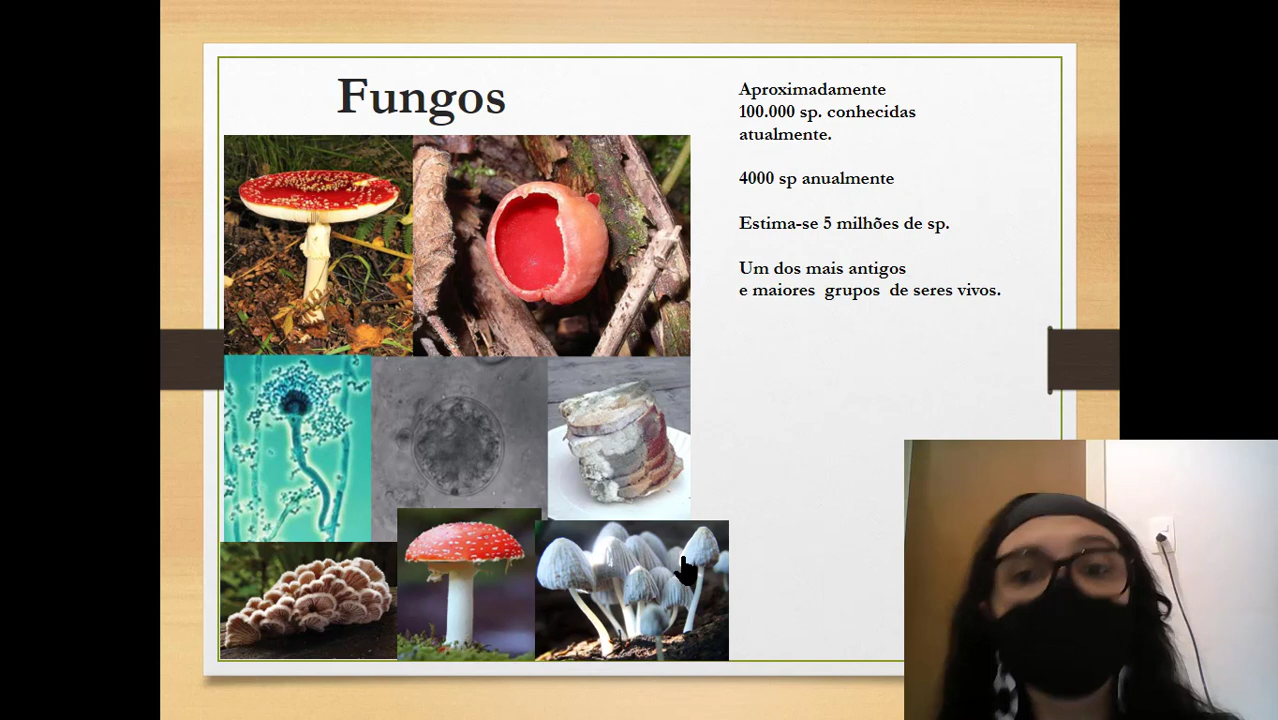 Fungos
Aproximadamente
100.000 sp. conhecidas
atualmente.
4000 sp anualmente
Estima-se 5 milhões de sp.
Um dos mais antigos
e maiores grupos de seres vivos.